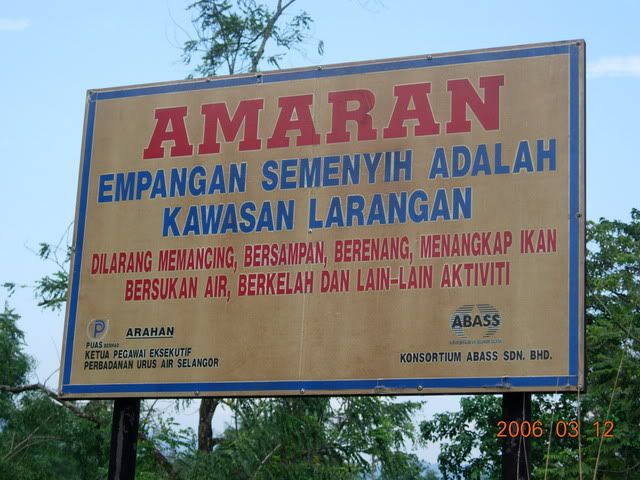 AMARAN
EMPANGAN SEMENYIH ADALAH
KAWASAN LARANGAN
DILARANG MEMANCING, BERSAMPAN, BERENANG, MENANGKAP IKAN
BERSUKAN AIR, BERKELAH DAN LAIN-LAIN AKTIVITI
ARAHAN
PUAS BERHAD
KETUA PEGAWAI EKSEKUTIF
PERBADANAN URUS AIR SELANGOR
ABASS
KONSORTIUM ABASS SDN. BHD.
2006 03 12